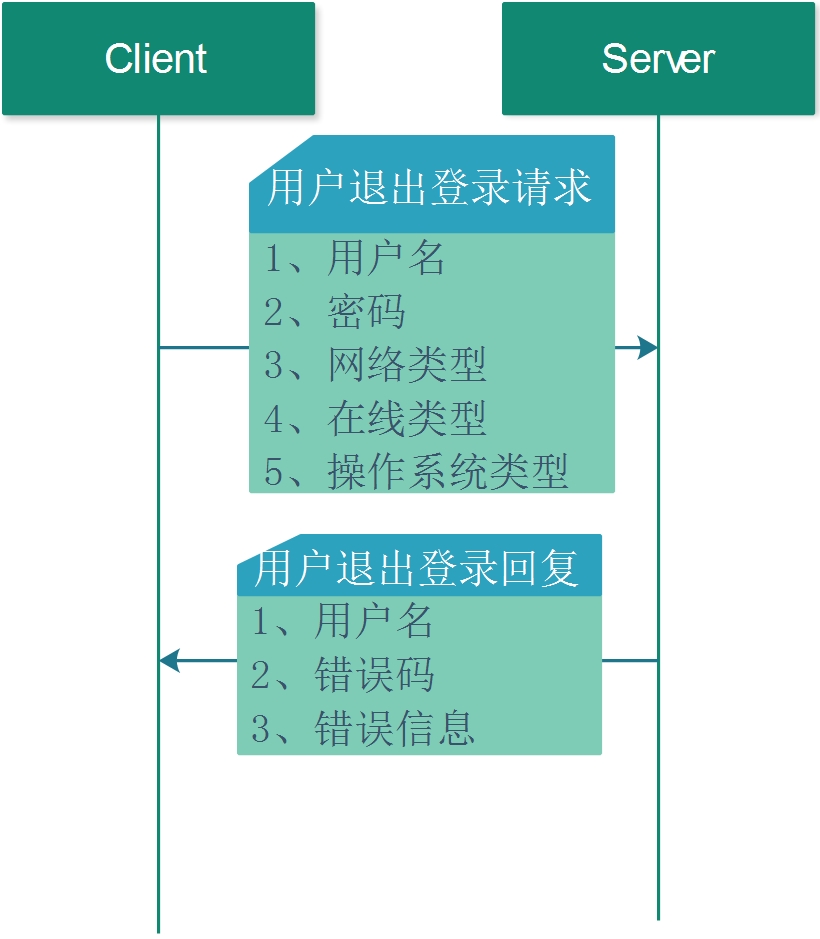 Client
Server
用户退出登录请求
1、用户名
2、密码
3、网络类型
4、在线类型
5、操作系统类型
用户退出登录回复
1、用户名
2、错误码
3、错误信息